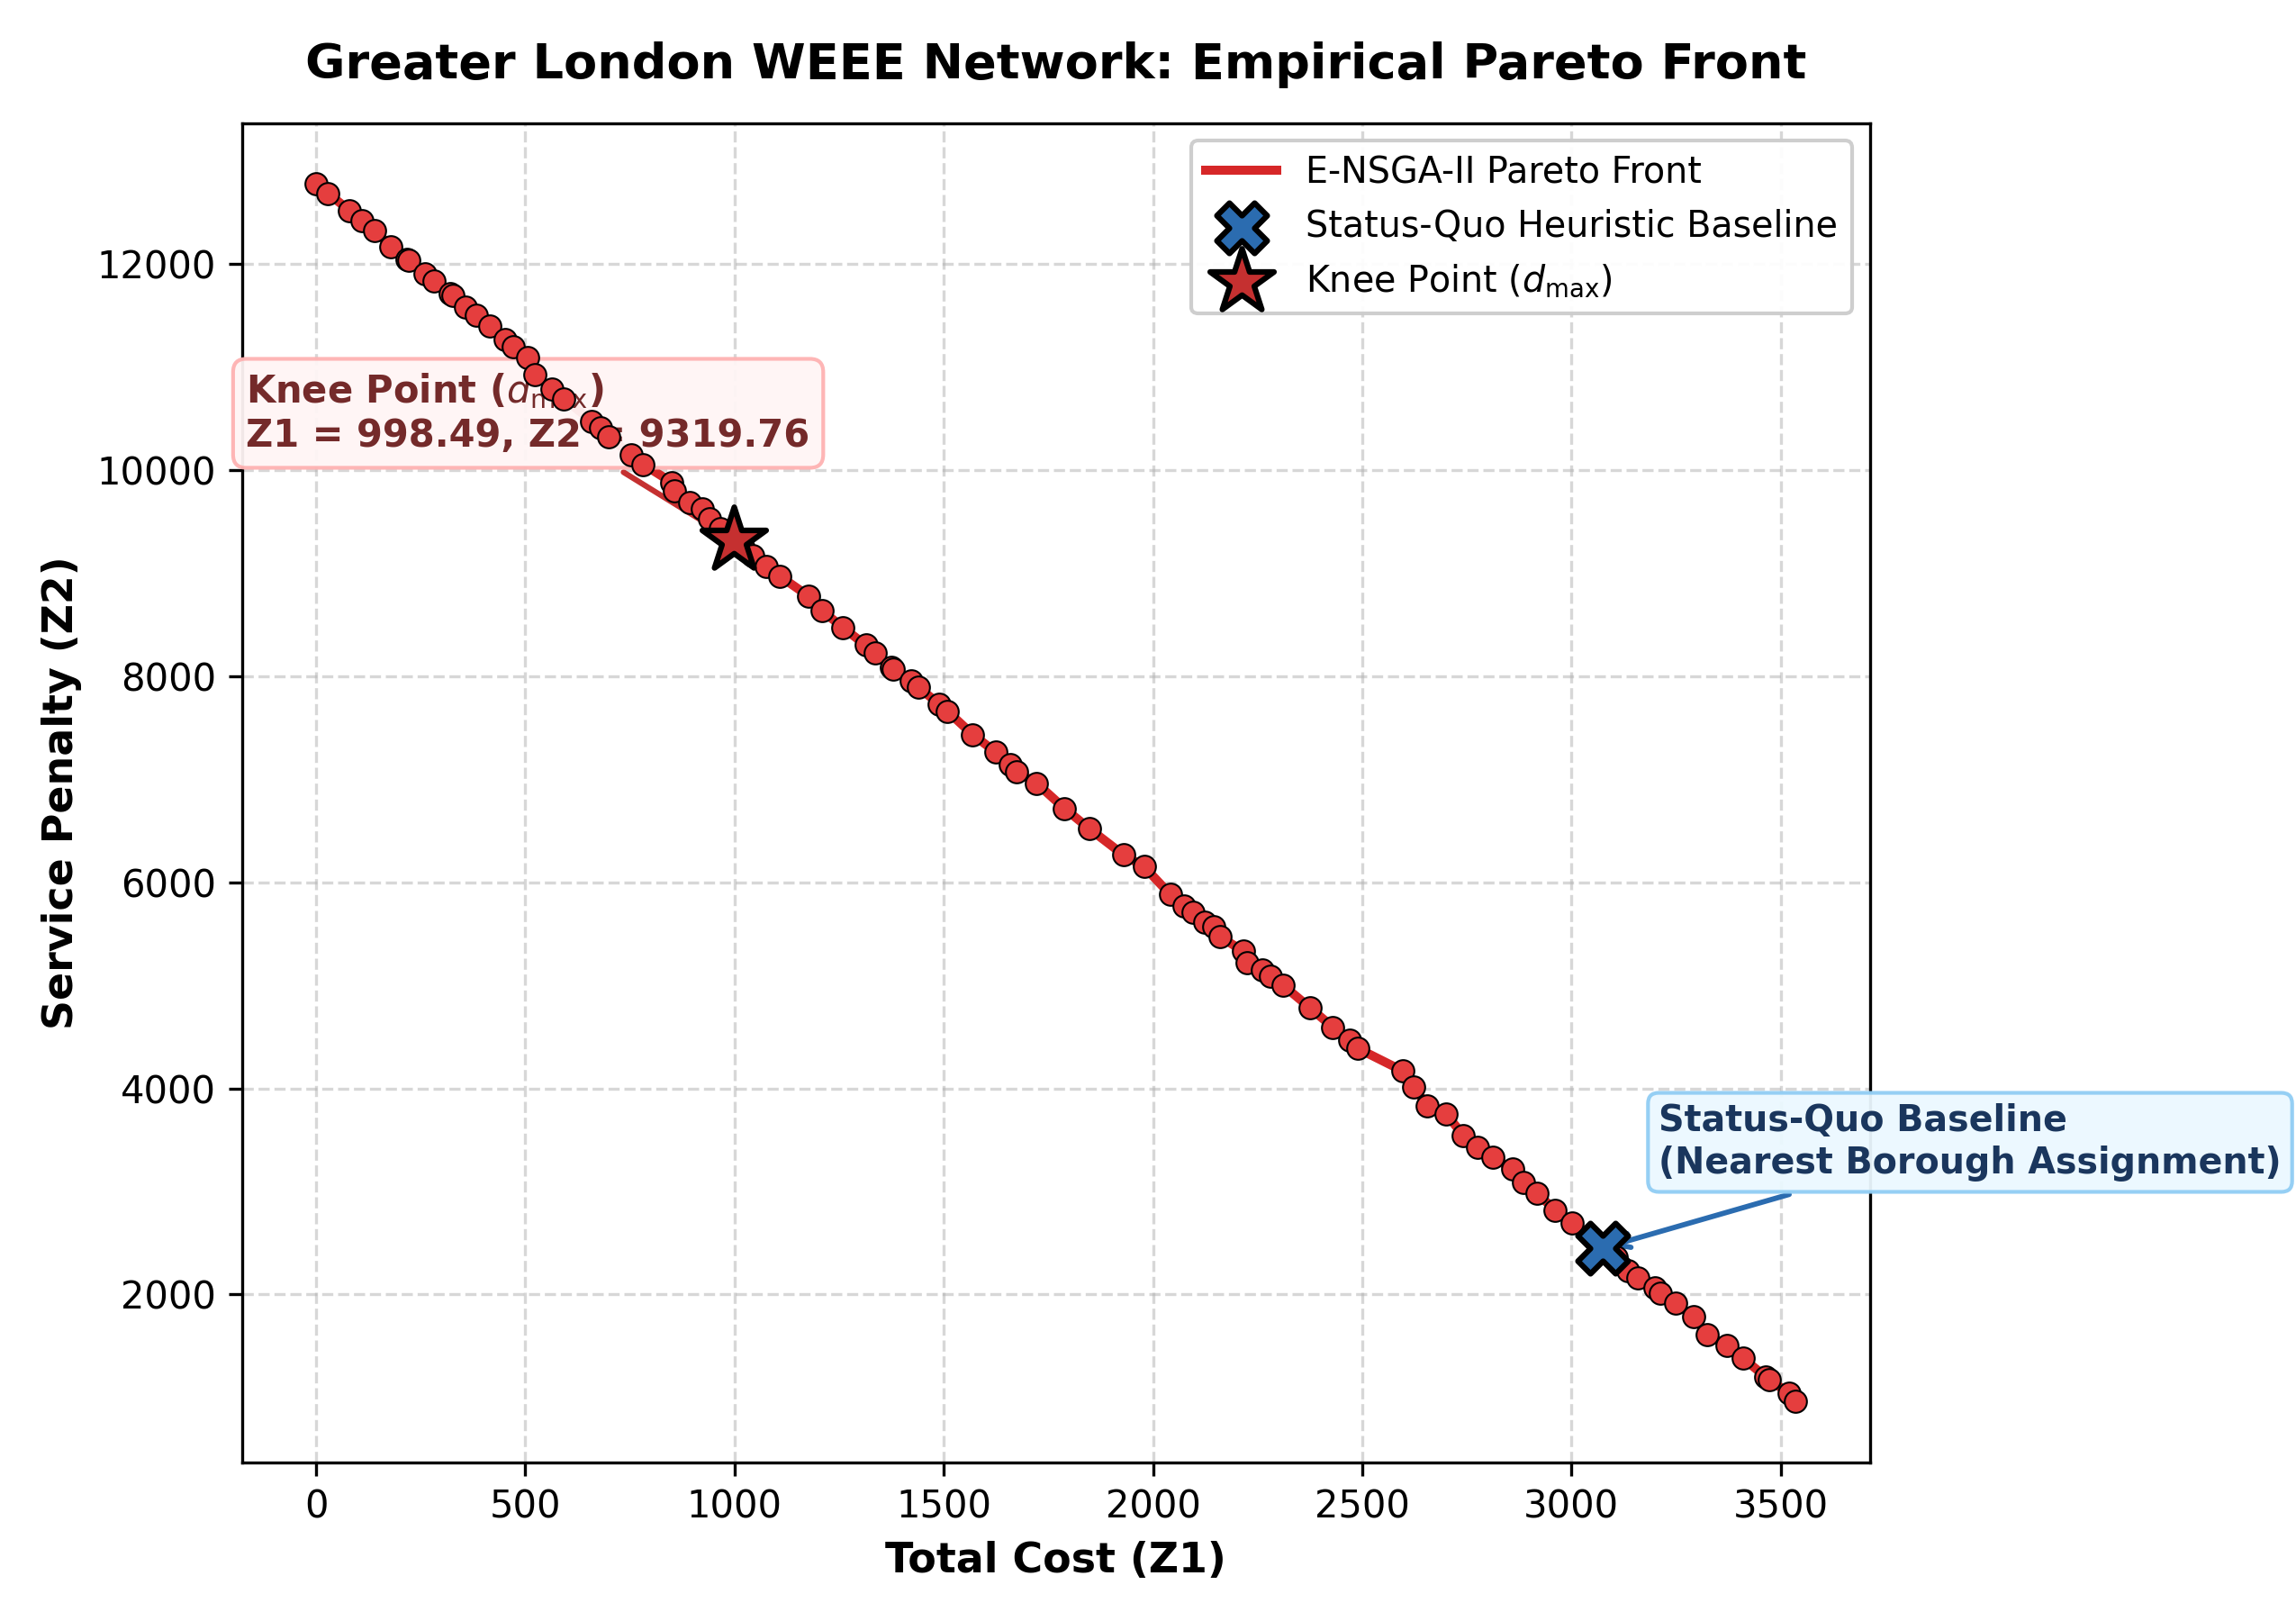 Greater London WEEE Network: Empirical Pareto Front
E-NSGA-II Pareto Front
Status-Quo Heuristic Baseline
Knee Point (d_max)
Knee Point (d_max)
Z1 = 998.49, Z2 = 9319.76
Status-Quo Baseline
(Nearest Borough Assignment)
Service Penalty (Z2)
12000
10000
8000
6000
4000
2000
0 500 1000 1500 2000 2500 3000 3500
Total Cost (Z1)